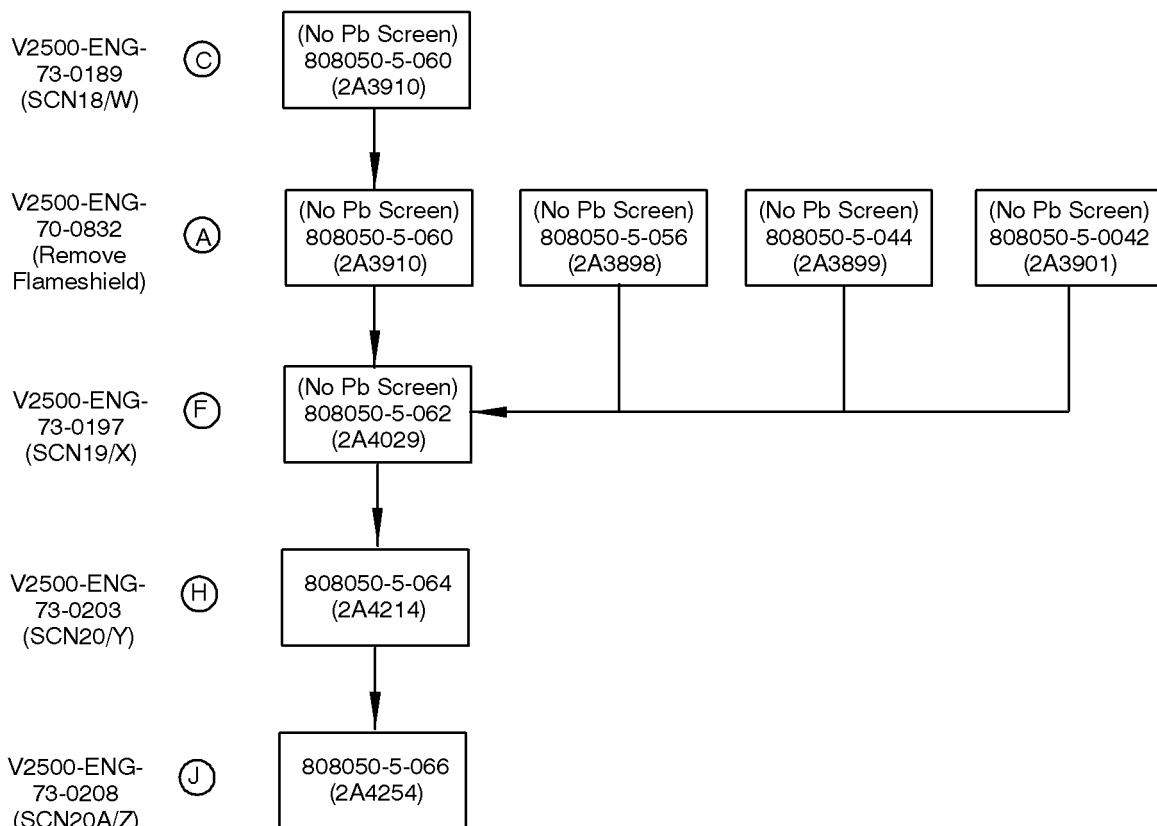 V2500-ENG-
73-0189
(SCN18/W)
C
(No Pb Screen)
808050-5-060
(2A3910)
V2500-ENG-
70-0832
(Remove
Flameshield)
A
(No Pb Screen)
808050-5-060
(2A3910)
(No Pb Screen)
808050-5-056
(2A3898)
(No Pb Screen)
808050-5-044
(2A3899)
(No Pb Screen)
808050-5-0042
(2A3901)
V2500-ENG-
73-0197
(SCN19/X)
F
(No Pb Screen)
808050-5-062
(2A4029)
V2500-ENG-
73-0203
(SCN20/Y)
H
808050-5-064
(2A4214)
V2500-ENG-
73-0208
(SCN20A/Z)
J
808050-5-066
(2A4254)